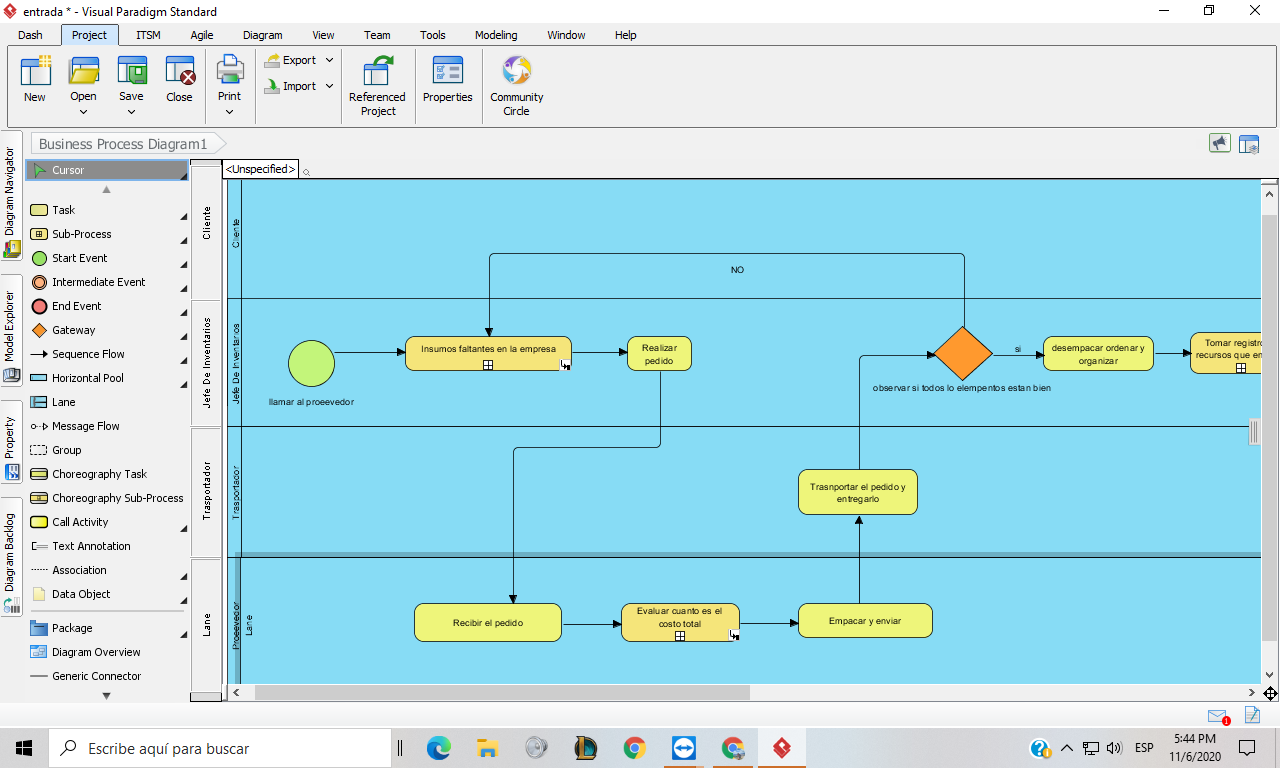 entrada * - Visual Paradigm Standard
Dash Project ITSM Agile Diagram View Team Tools Modeling Window Help
New Open Save Close Print Export Import Referenced Project Properties Community Circle
Business Process Diagram1
Diagram Navigator
Model Explorer
Property
Diagram Backlog
Cursor
Task
Sub-Process
Start Event
Intermediate Event
End Event
Gateway
Sequence Flow
Horizontal Pool
Lane
Message Flow
Group
Choreography Task
Choreography Sub-Process
Call Activity
Text Annotation
Association
Data Object
Package
Diagram Overview
Generic Connector
Cliente
Jefe De Inventarios
Trasportador
Lane
<Unspecified>
Cliente
NO
Jefe De Inventarios
Insumos faltantes en la empresa
Realizar
pedido
llamar al proeevedor
observar si todos lo elempentos estan bien
si
desempacar ordenar y
organizar
Tomar registro
recursos que en
Trasportador
Trasnportar el pedido y
entregarlo
Proeevedor
Lane
Recibir el pedido
Evaluar cuanto es el
costo total
Empacar y enviar
1
Escribe aquí para buscar
ESP
5:44 PM
11/6/2020